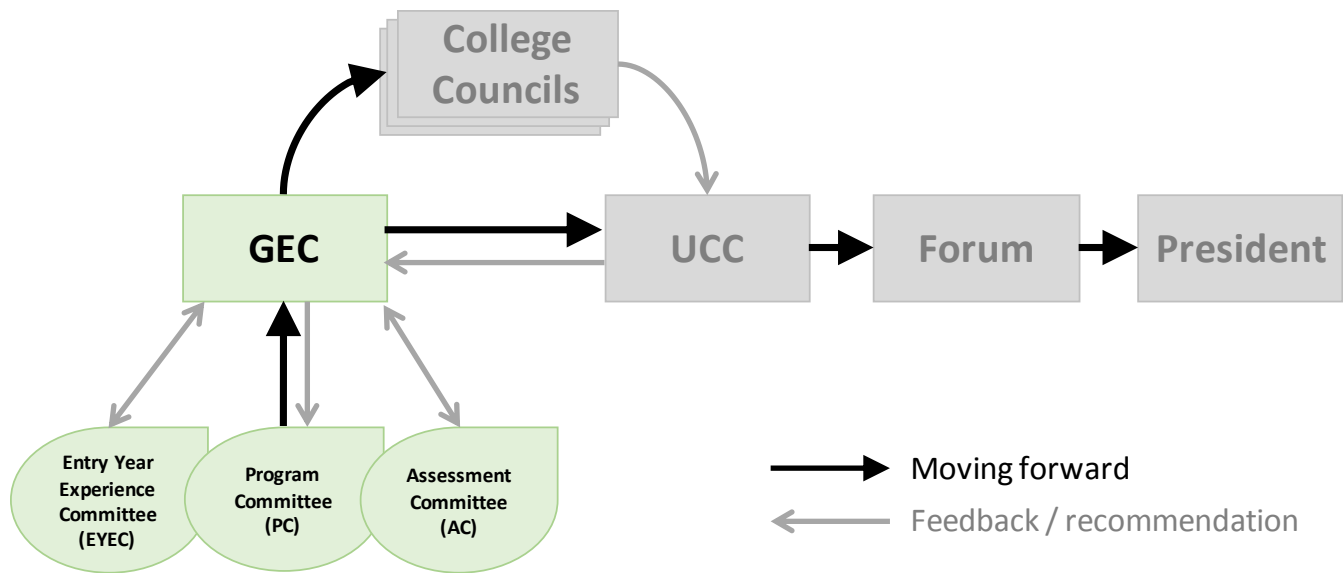 College
Councils
GEC
UCC
Forum
President
Entry Year
Experience
Committee
(EYEC)
Program
Committee
(PC)
Assessment
Committee
(AC)
Moving forward
Feedback / recommendation